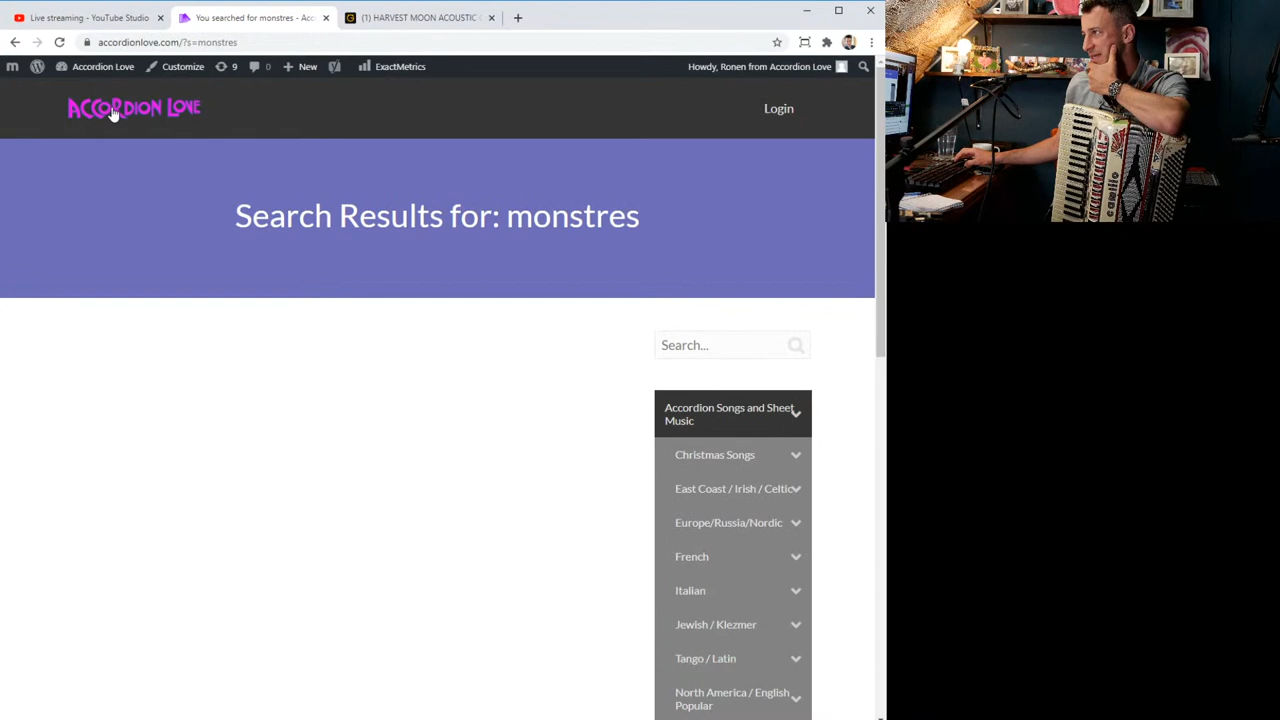 Live streaming - YouTube Studio
You searched for monstres - Acc
(1) HARVEST MOON ACOUSTIC
accordionlove.com/?s=monstres
Accordion Love
Customize
9
0
New
ExactMetrics
Howdy, Ronen from Accordion Love
ACCORDION LOVE
Login
Search Results for: monstres
Search...
Accordion Songs and Sheet
Music
Christmas Songs
East Coast / Irish / Celtic
Europe/Russia/Nordic
French
Italian
Jewish / Klezmer
Tango / Latin
North America / English
Popular
camillo